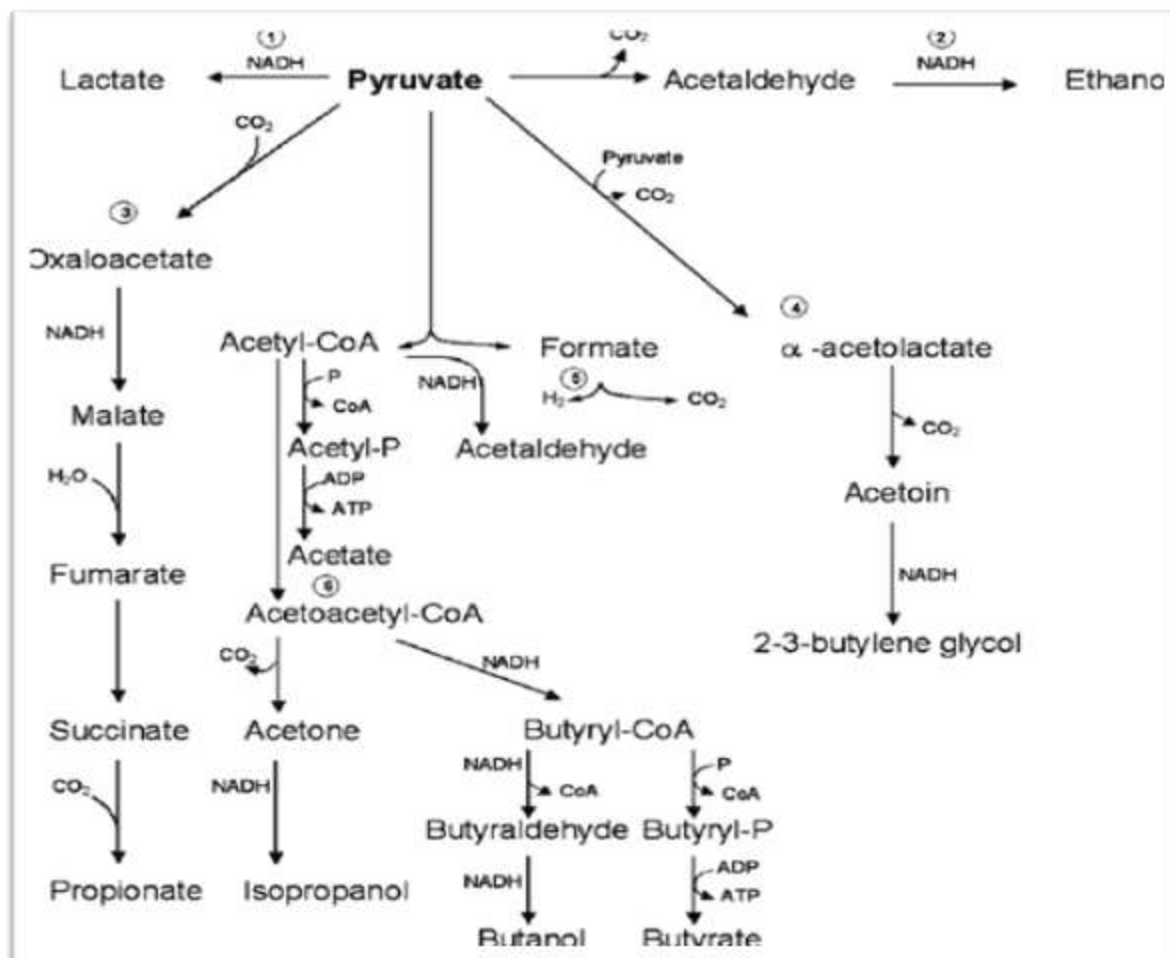 ① CO₂ ②
NADH NADH
Lactate Pyruvate Acetaldehyde Ethano
CO₂
Pyruvate
CO₂
③
Oxaloacetate
④
NADH
Acetyl-CoA Formate α -acetolactate
P NADH ⑤
CoA H₂ CO₂
Malate CO₂
Acetyl-P Acetaldehyde
H₂O ADP
ATP Acetoin
Acetate
Fumarate ⑥ NADH
Acetoacetyl-CoA
CO₂ NADH 2-3-butylene glycol
Succinate Acetone Butyryl-CoA
NADH P
CO₂ NADH CoA CoA
Butyraldehyde Butyryl-P
NADH ADP
Propionate Isopropanol ATP
Butanol Butyrate